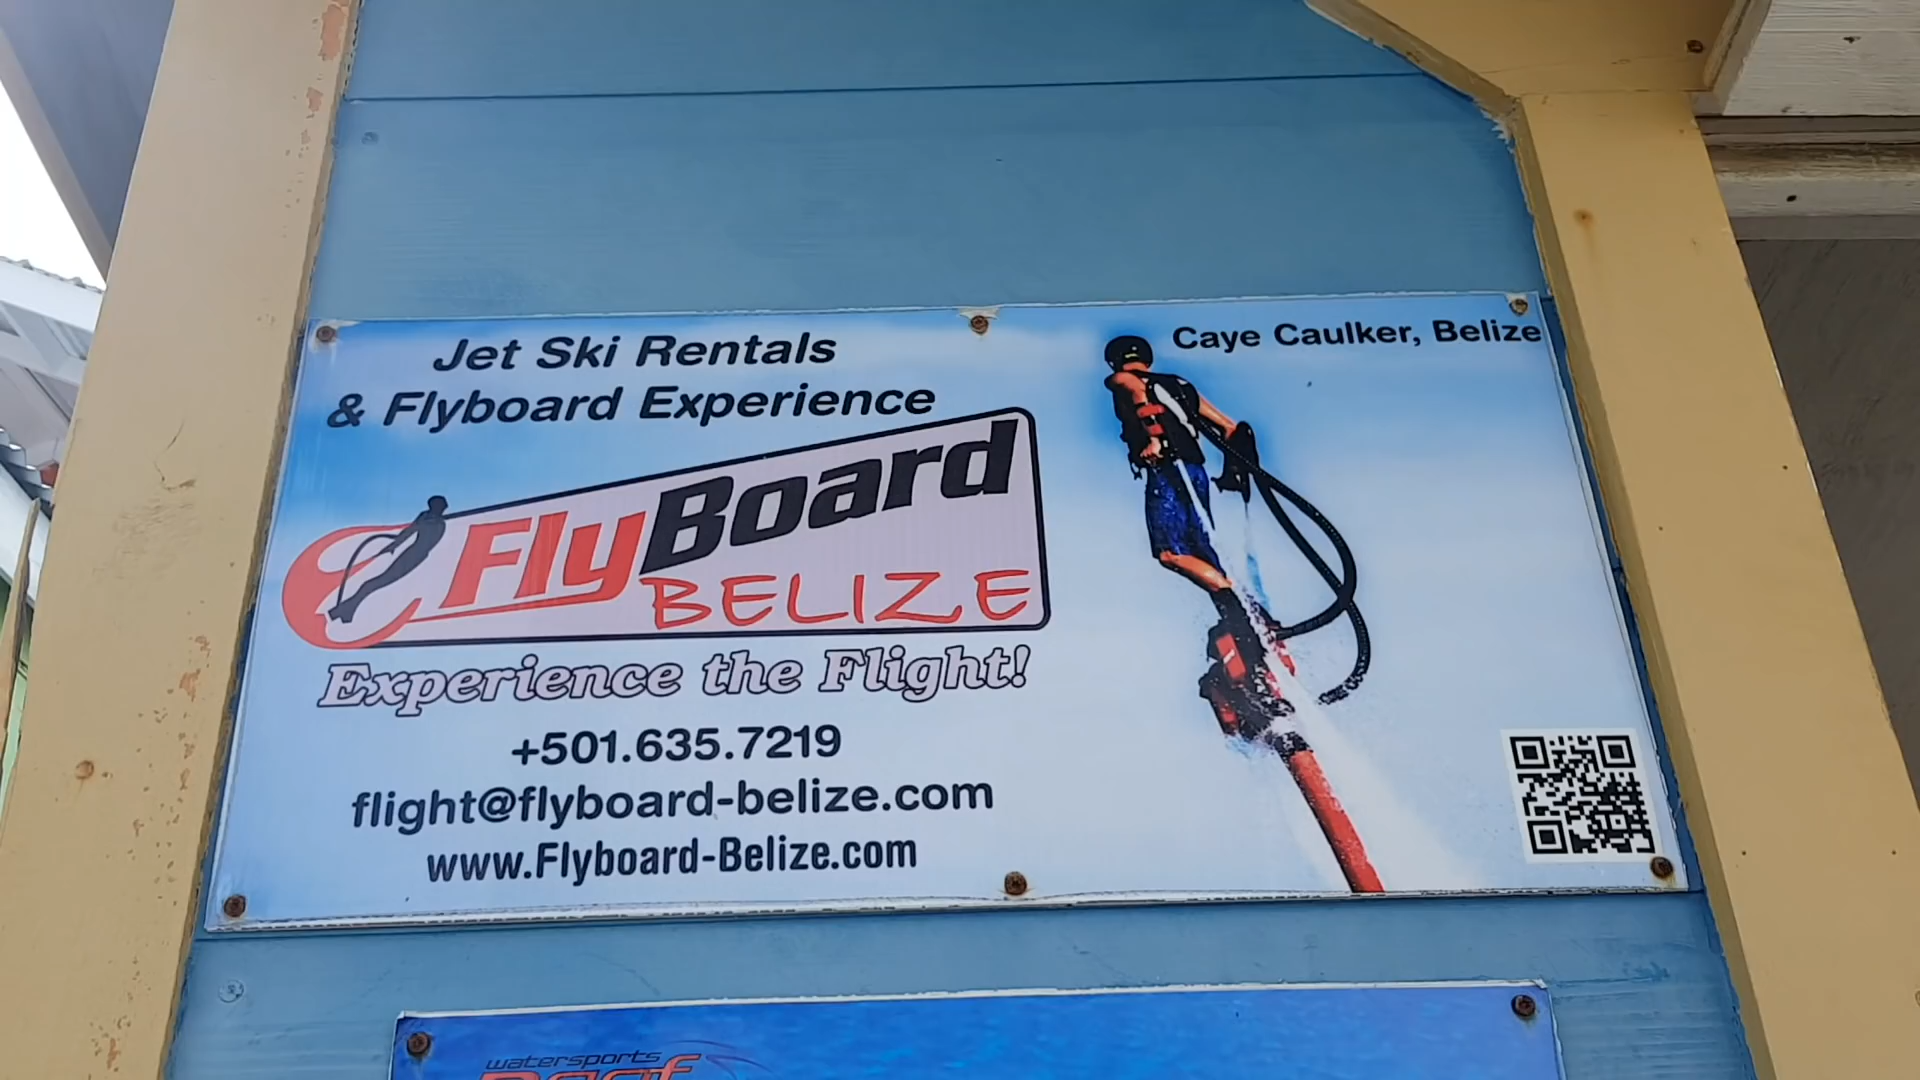 Jet Ski Rentals
& Flyboard Experience
Caye Caulker, Belize
FlyBoard
BELIZE
Experience the Flight!
+501.635.7219
flight@flyboard-belize.com
www.Flyboard-Belize.com
watersports
Reef